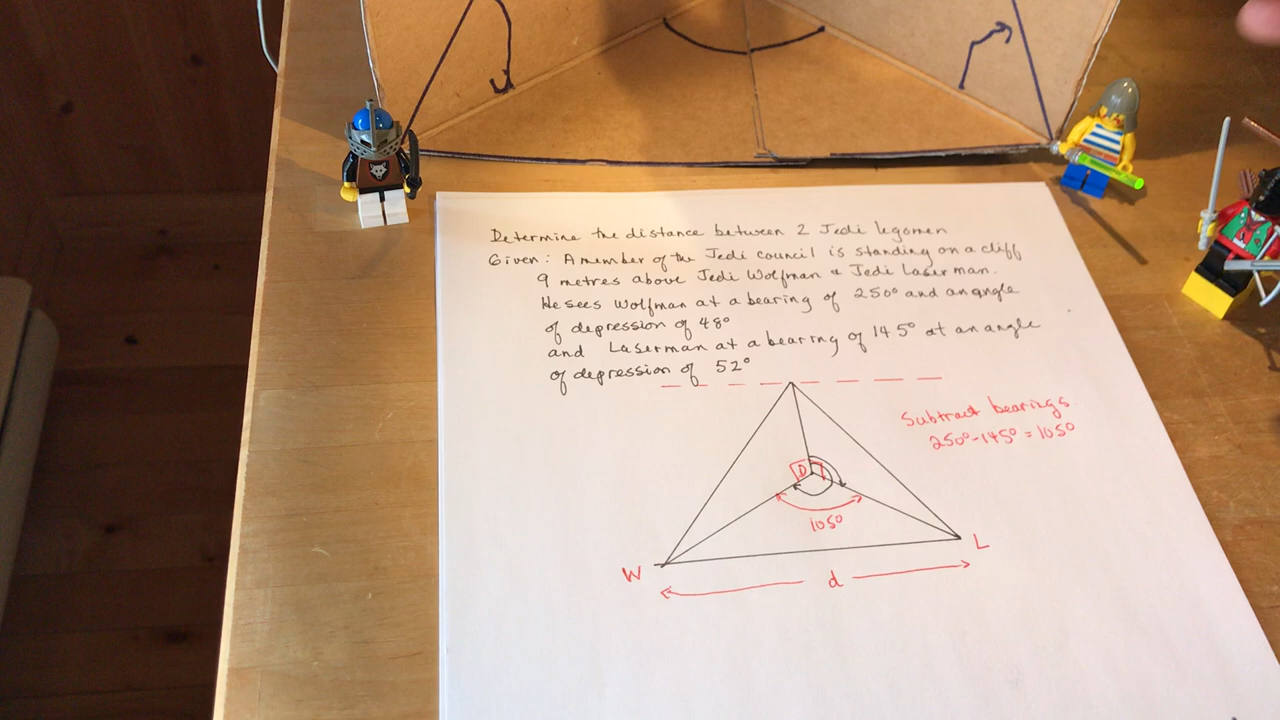 Determine the distance between 2 Jedi legomen
Given: A member of the Jedi council is standing on a cliff
9 metres above Jedi Wolfman & Jedi Laserman.
He sees Wolfman at a bearing of 250° and an angle
of depression of 48°
and Laserman at a bearing of 145° at an angle
of depression of 52°
Subtract bearings
250°-145°=105°
D
105°
W
L
d